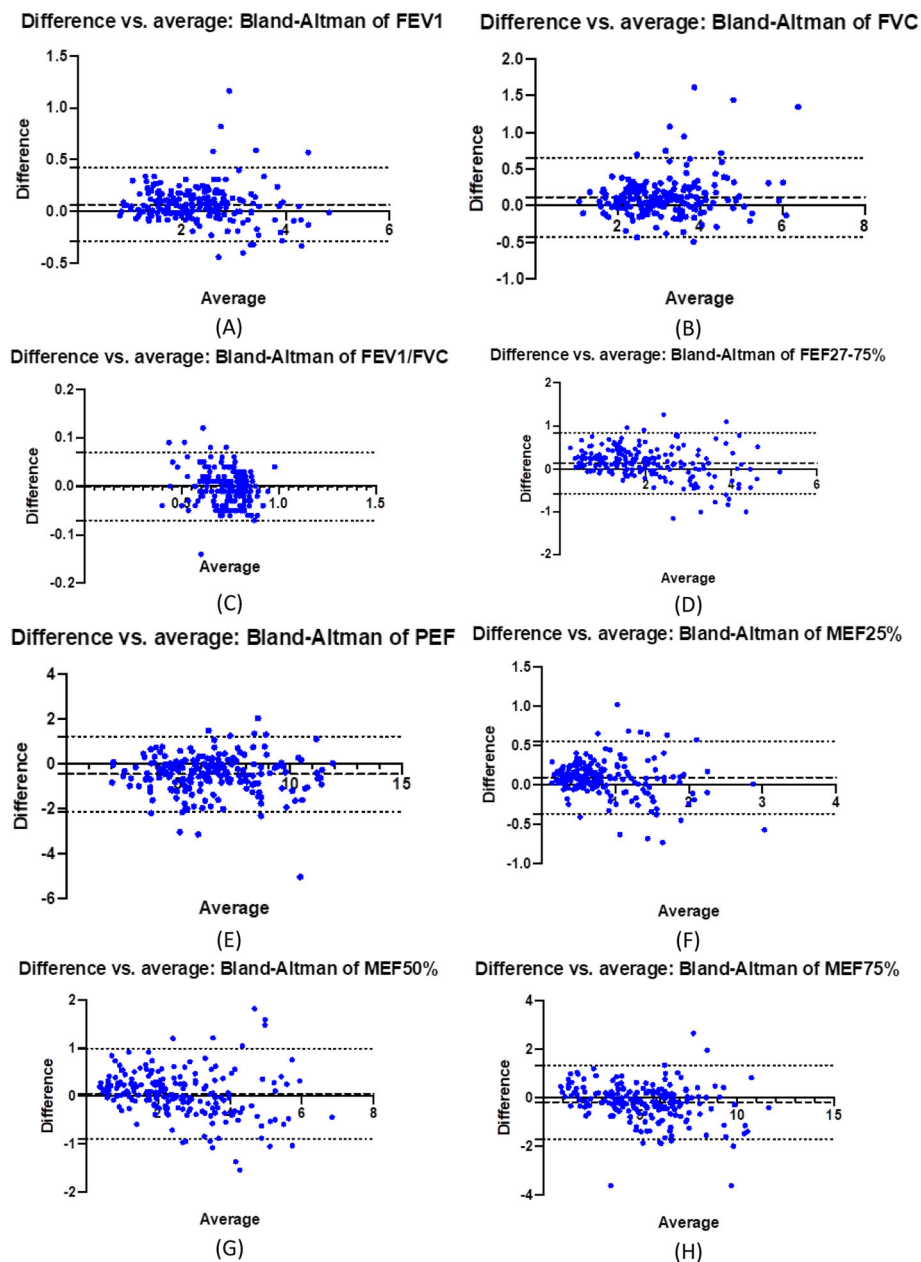 Difference vs. average: Bland-Altman of FEV1
1.5
1.0
0.5
0.0
-0.5
2
4
6
Difference
Average
(A)
Difference vs. average: Bland-Altman of FVC
2.0
1.5
1.0
0.5
0.0
-0.5
-1.0
2
4
6
8
Difference
Average
(B)
Difference vs. average: Bland-Altman of FEV1/FVC
0.2
0.1
0.0
-0.1
-0.2
0.5
1.0
1.5
Difference
Average
(C)
Difference vs. average: Bland-Altman of FEF27-75%
2
1
0
-1
-2
2
4
6
Difference
Average
(D)
Difference vs. average: Bland-Altman of PEF
4
2
0
-2
-4
-6
5
10
15
Difference
Average
(E)
Difference vs. average: Bland-Altman of MEF25%
1.5
1.0
0.5
0.0
-0.5
-1.0
1
2
3
4
Difference
Average
(F)
Difference vs. average: Bland-Altman of MEF50%
2
1
0
-1
-2
2
4
6
8
Difference
Average
(G)
Difference vs. average: Bland-Altman of MEF75%
4
2
0
-2
-4
5
10
15
Difference
Average
(H)